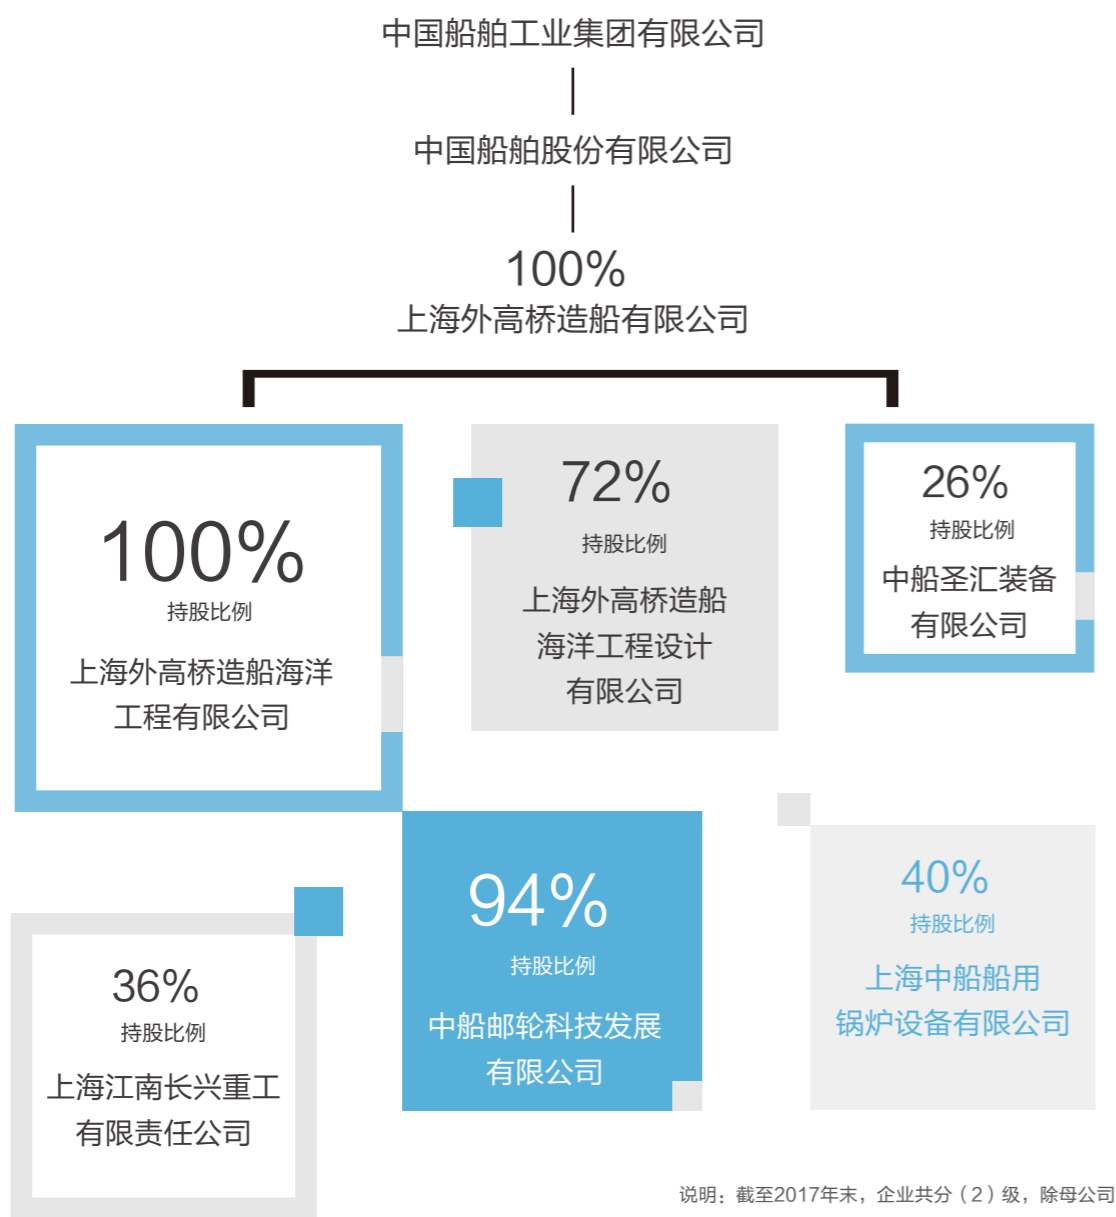 中国船舶工业集团有限公司
中国船舶股份有限公司
100%
上海外高桥造船有限公司
100%
持股比例
上海外高桥造船海洋
工程有限公司
72%
持股比例
上海外高桥造船
海洋工程设计
有限公司
26%
持股比例
中船圣汇装备
有限公司
36%
持股比例
上海江南长兴重工
有限责任公司
94%
持股比例
中船邮轮科技发展
有限公司
40%
持股比例
上海中船船用
锅炉设备有限公司
说明：截至2017年末，企业共分（2）级，除母公司